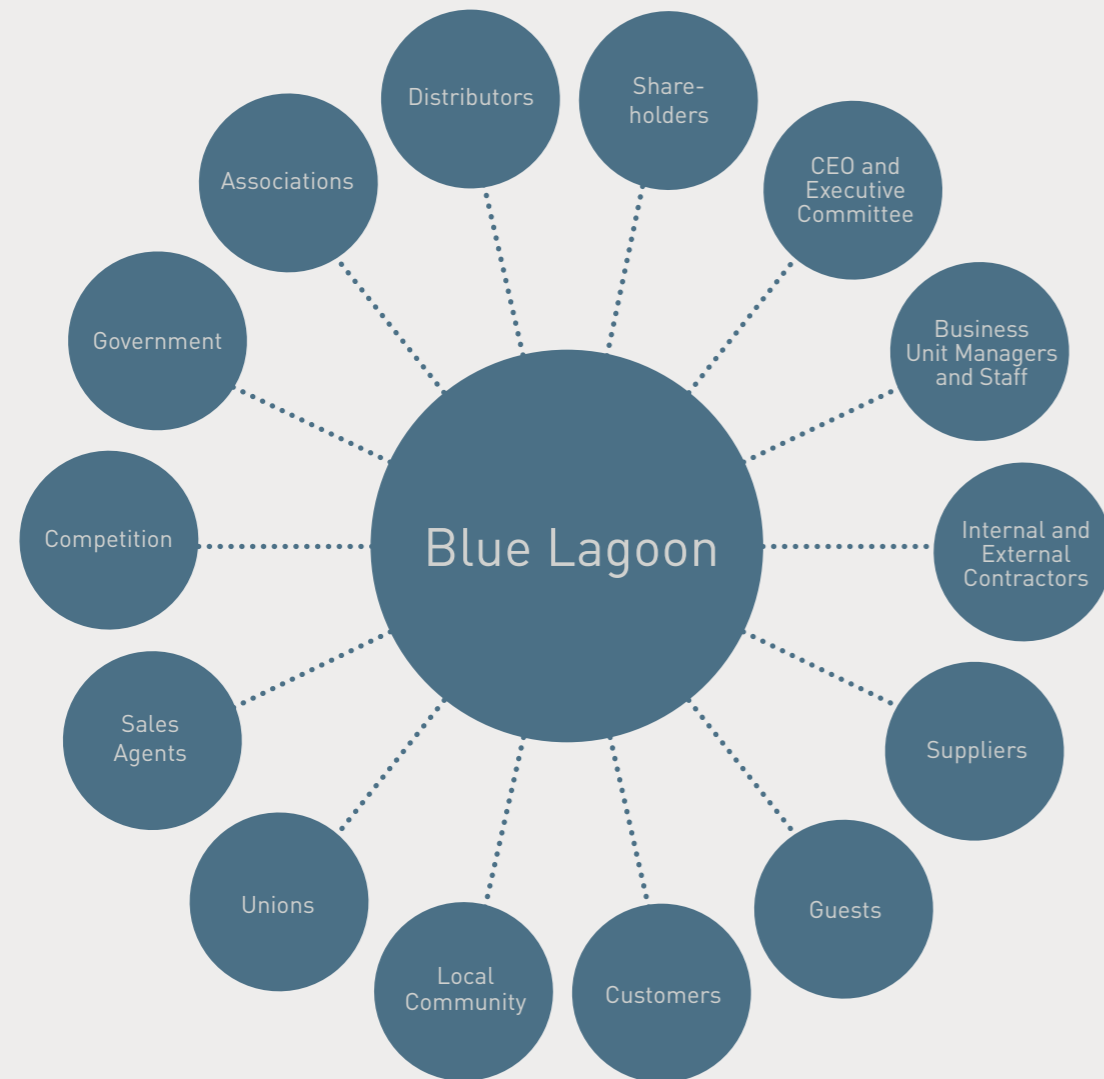 Distributors
Share-
holders
Associations
CEO and
Executive
Committee
Government
Business
Unit Managers
and Staff
Competition
Blue Lagoon
Internal and
External
Contractors
Sales
Agents
Suppliers
Unions
Guests
Local
Community
Customers